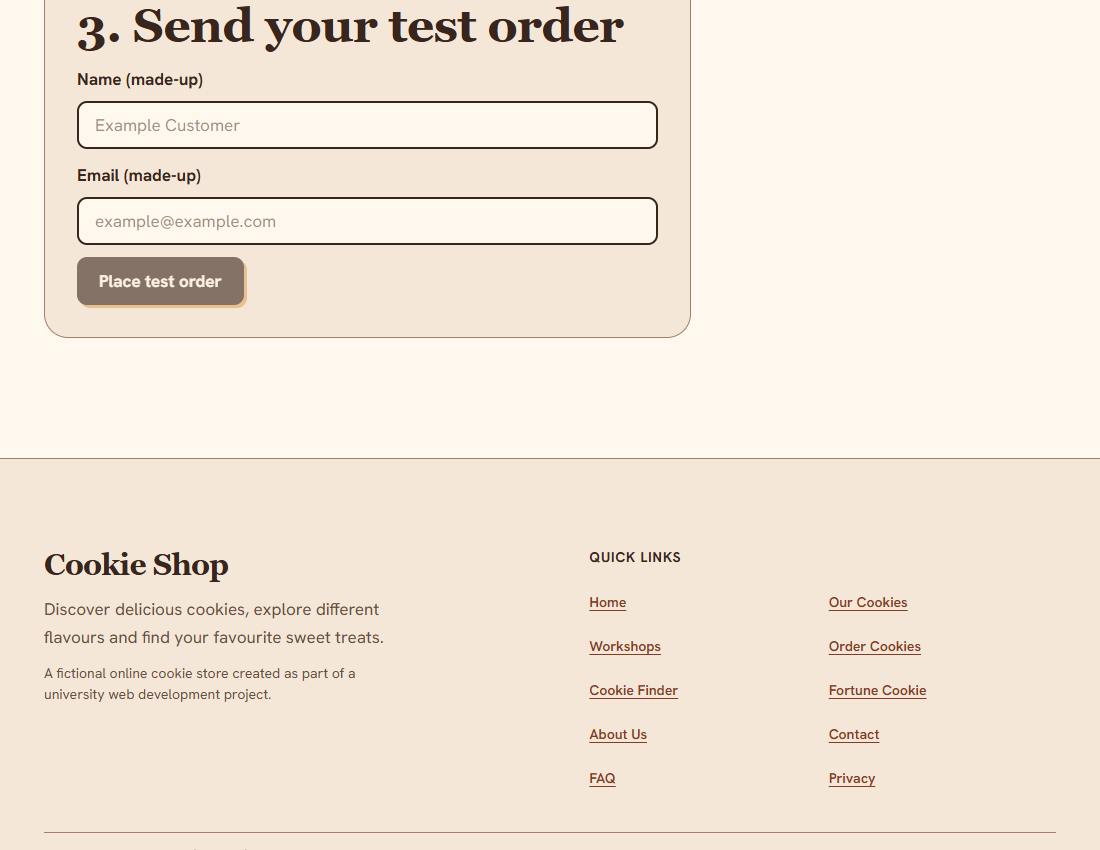 3. Send your test order
Name (made-up)
Example Customer
Email (made-up)
example@example.com
Place test order
Cookie Shop
Discover delicious cookies, explore different
flavours and find your favourite sweet treats.
A fictional online cookie store created as part of a
university web development project.
QUICK LINKS
Home
Our Cookies
Workshops
Order Cookies
Cookie Finder
Fortune Cookie
About Us
Contact
FAQ
Privacy